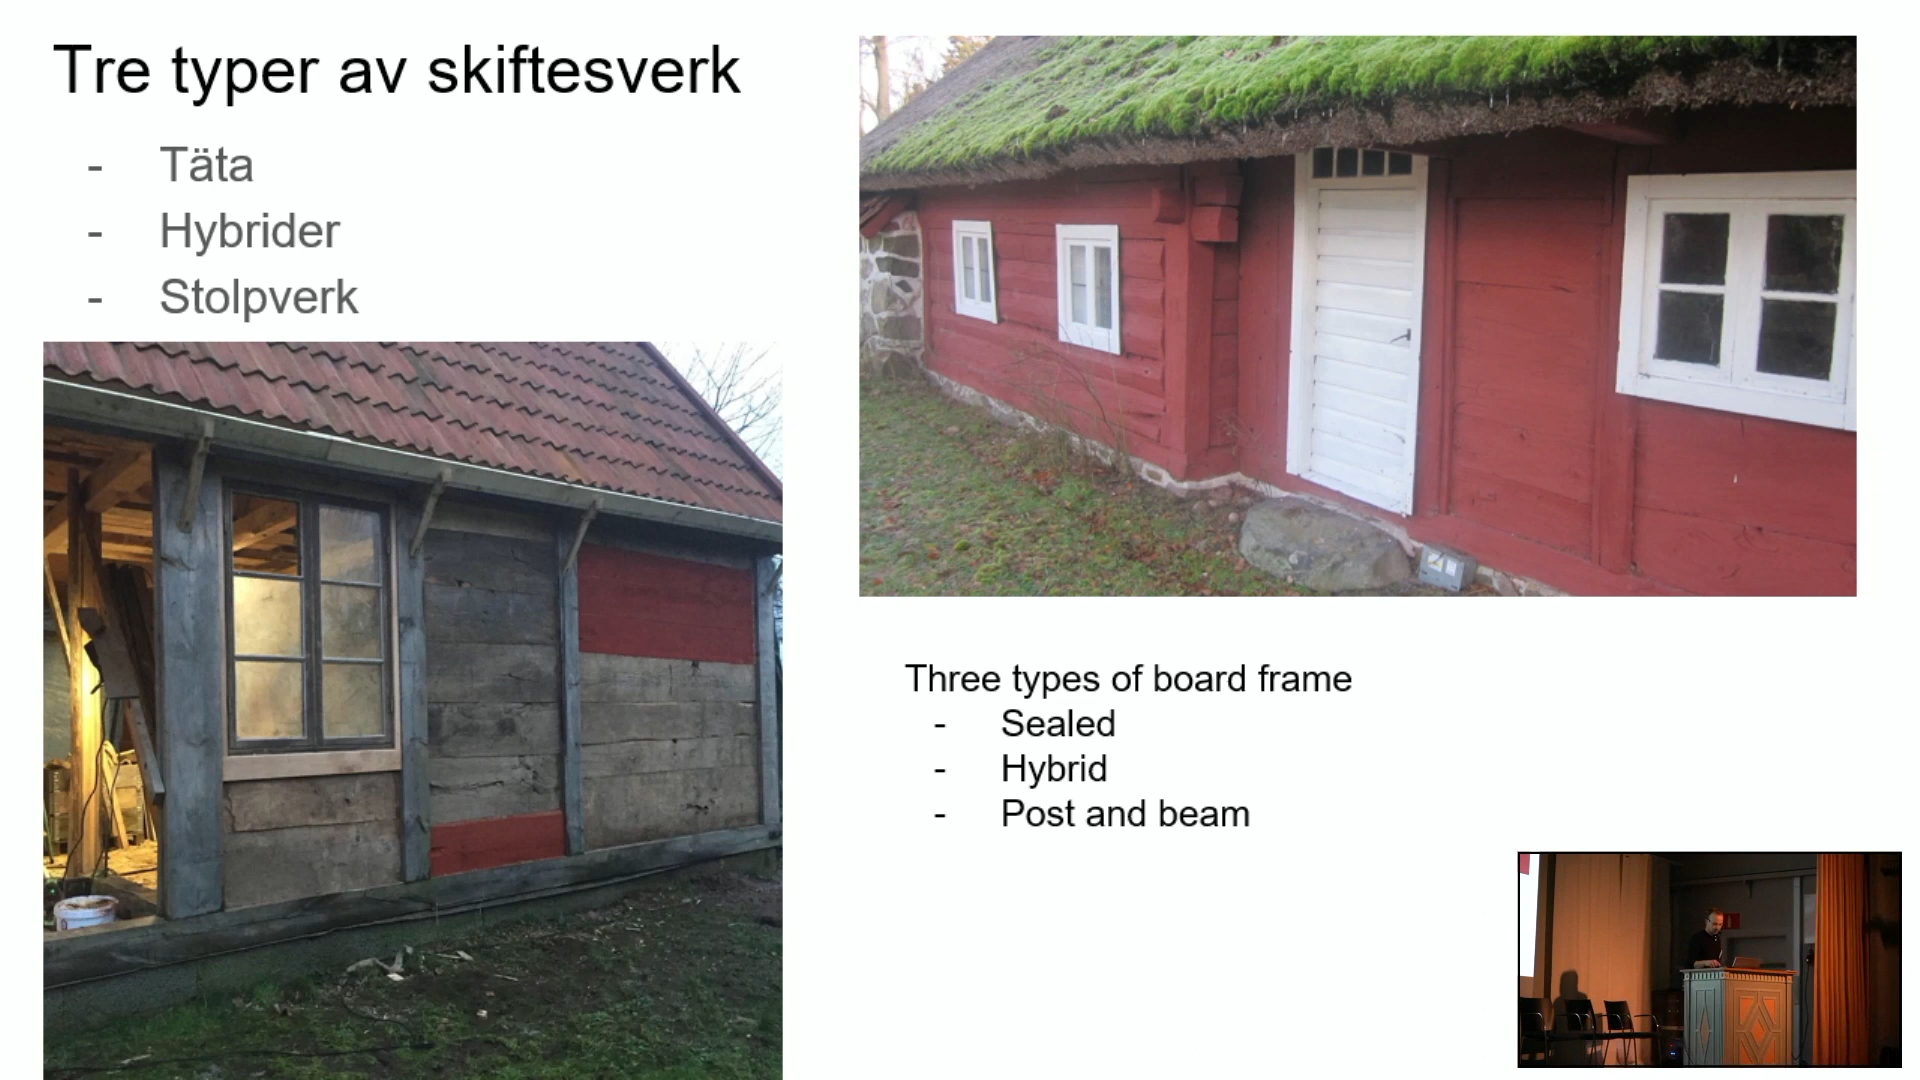 Tre typer av skiftesverk
- Täta
- Hybrider
- Stolpverk
Three types of board frame
- Sealed
- Hybrid
- Post and beam